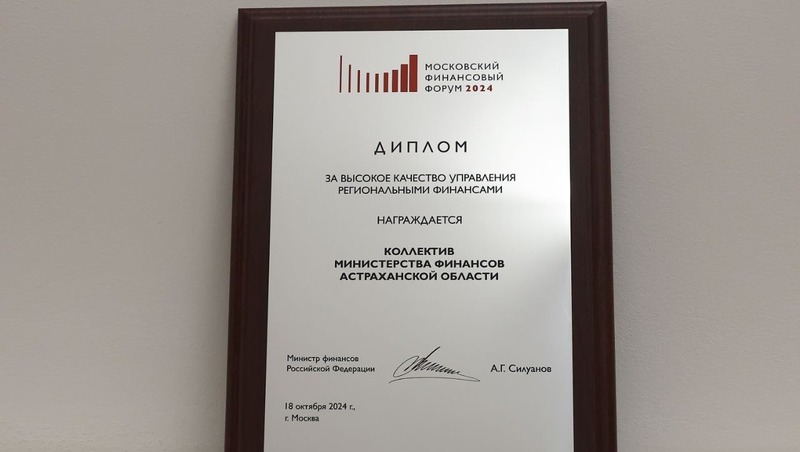 МОСКОВСКИЙ
ФИНАНСОВЫЙ
ФОРУМ 2024
ДИПЛОМ
ЗА ВЫСОКОЕ КАЧЕСТВО УПРАВЛЕНИЯ
РЕГИОНАЛЬНЫМИ ФИНАНСАМИ
НАГРАЖДАЕТСЯ
КОЛЛЕКТИВ
МИНИСТЕРСТВА ФИНАНСОВ
АСТРАХАНСКОЙ ОБЛАСТИ
Министр финансов
Российской Федерации
А.Г. Силуанов
18 октября 2024 г.,
г. Москва